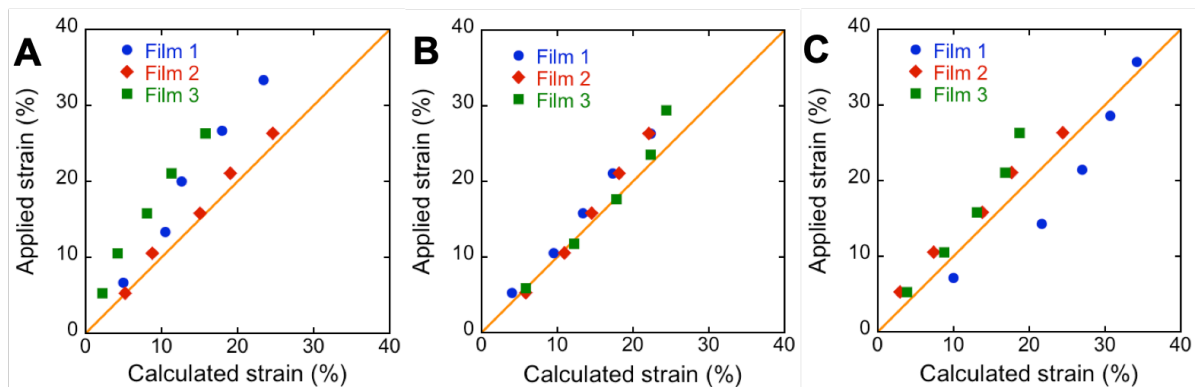 A
Film 1
Film 2
Film 3
Applied strain (%)
40
30
20
10
0
0 10 20 30 40
Calculated strain (%)
B
Film 1
Film 2
Film 3
Applied strain (%)
40
30
20
10
0
0 10 20 30 40
Calculated strain (%)
C
Film 1
Film 2
Film 3
Applied strain (%)
40
30
20
10
0
0 10 20 30 40
Calculated strain (%)